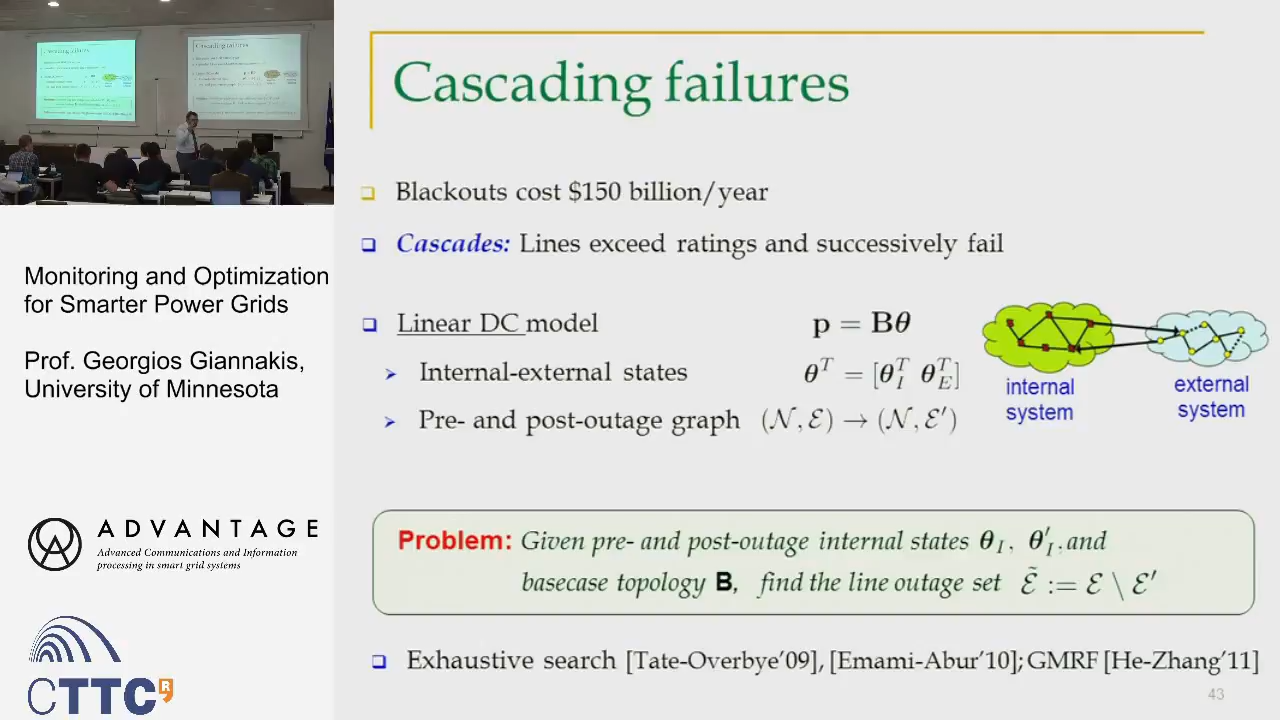 Cascading failures
Monitoring and Optimization
for Smarter Power Grids
Prof. Georgios Giannakis,
University of Minnesota
ADVANTAGE
Advanced Communications and Information
processing in smart grid systems
CTTC R
Cascading failures
❑ Blackouts cost $150 billion/year
❑ Cascades: Lines exceed ratings and successively fail
❑ Linear DC model p = Bθ
➢ Internal-external states θ^T = [θ_I^T θ_E^T]
➢ Pre- and post-outage graph (𝒩, ℰ) → (𝒩, ℰ′)
internal
system
external
system
Problem: Given pre- and post-outage internal states θ_I, θ′_I, and
basecase topology B, find the line outage set ℰ̃ := ℰ \ ℰ′
❑ Exhaustive search [Tate-Overbye'09], [Emami-Abur'10]; GMRF [He-Zhang'11]
43